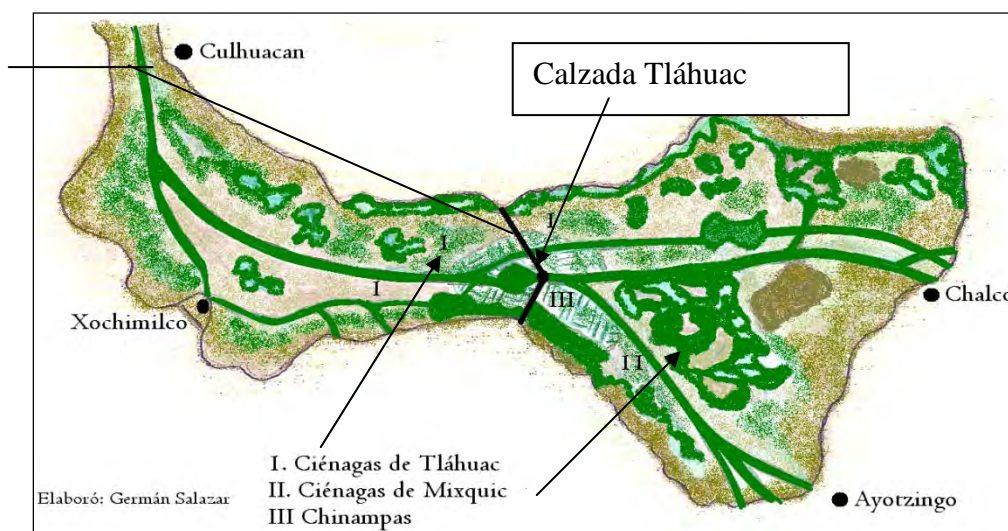 Culhuacan
Calzada Tláhuac
I
I
I
III
Chalco
Xochimilco
II
I. Ciénagas de Tláhuac
II. Ciénagas de Mixquic
III Chinampas
Elaboró: Germán Salazar
Ayotzingo